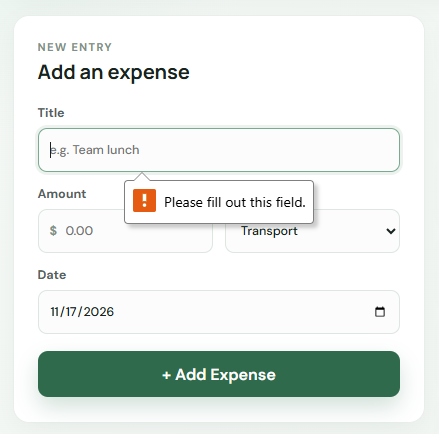 NEW ENTRY
Add an expense
Title
e.g. Team lunch
Please fill out this field.
Amount
$ 0.00
Transport
Date
11/17/2026
+ Add Expense